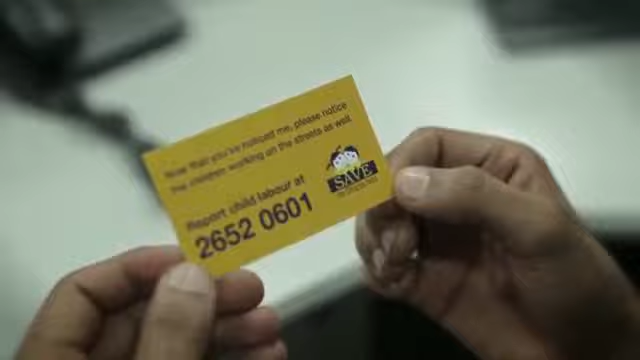 Now that you've noticed me, please notice
the children working on the streets as well.
Report child labour at
2652 0601
SAVE